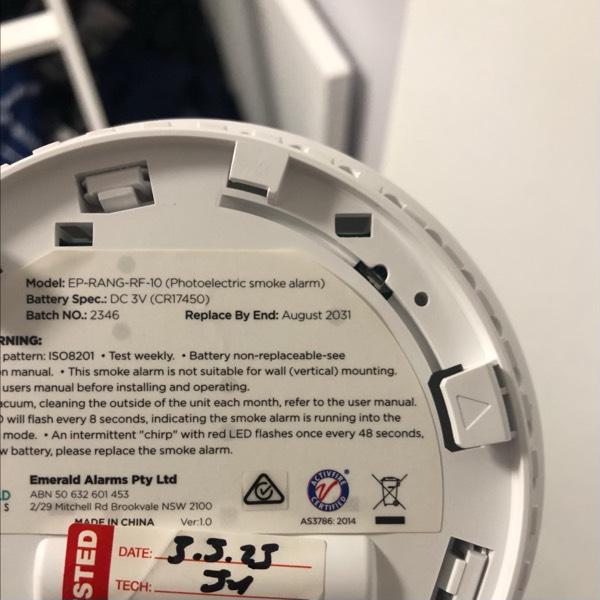 Model: EP-RANG-RF-10 (Photoelectric smoke alarm)
Battery Spec.: DC 3V (CR17450)
Batch NO.: 2346 Replace By End: August 2031
RNING:
pattern: ISO8201 • Test weekly. • Battery non-replaceable-see
n manual. • This smoke alarm is not suitable for wall (vertical) mounting.
users manual before installing and operating.
acuum, cleaning the outside of the unit each month, refer to the user manual.
D will flash every 8 seconds, indicating the smoke alarm is running into the
mode. • An intermittent "chirp" with red LED flashes once every 48 seconds,
w battery, please replace the smoke alarm.
Emerald Alarms Pty Ltd
ABN 50 632 601 453
2/29 Mitchell Rd Brookvale NSW 2100
MADE IN CHINA Ver:1.0
ACTIVFIRE
CERTIFIED
AS3786: 2014
STED
DATE: 3.3.23
TECH: